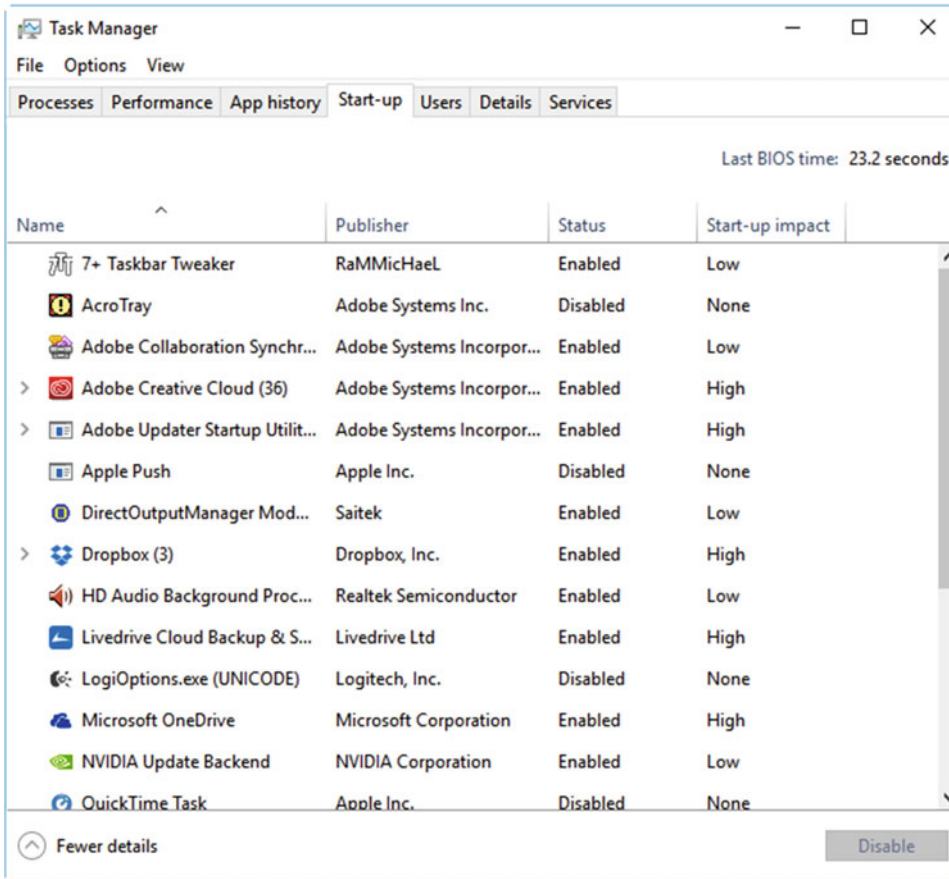 Task Manager
File Options View
Processes Performance App history Start-up Users Details Services
Last BIOS time: 23.2 seconds
Name Publisher Status Start-up impact
7+ Taskbar Tweaker RaMMicHaeL Enabled Low
AcroTray Adobe Systems Inc. Disabled None
Adobe Collaboration Synchr... Adobe Systems Incorpor... Enabled Low
Adobe Creative Cloud (36) Adobe Systems Incorpor... Enabled High
Adobe Updater Startup Utilit... Adobe Systems Incorpor... Enabled High
Apple Push Apple Inc. Disabled None
DirectOutputManager Mod... Saitek Enabled Low
Dropbox (3) Dropbox, Inc. Enabled High
HD Audio Background Proc... Realtek Semiconductor Enabled Low
Livedrive Cloud Backup & S... Livedrive Ltd Enabled High
LogiOptions.exe (UNICODE) Logitech, Inc. Disabled None
Microsoft OneDrive Microsoft Corporation Enabled High
NVIDIA Update Backend NVIDIA Corporation Enabled Low
QuickTime Task Apple Inc. Disabled None
Fewer details Disable